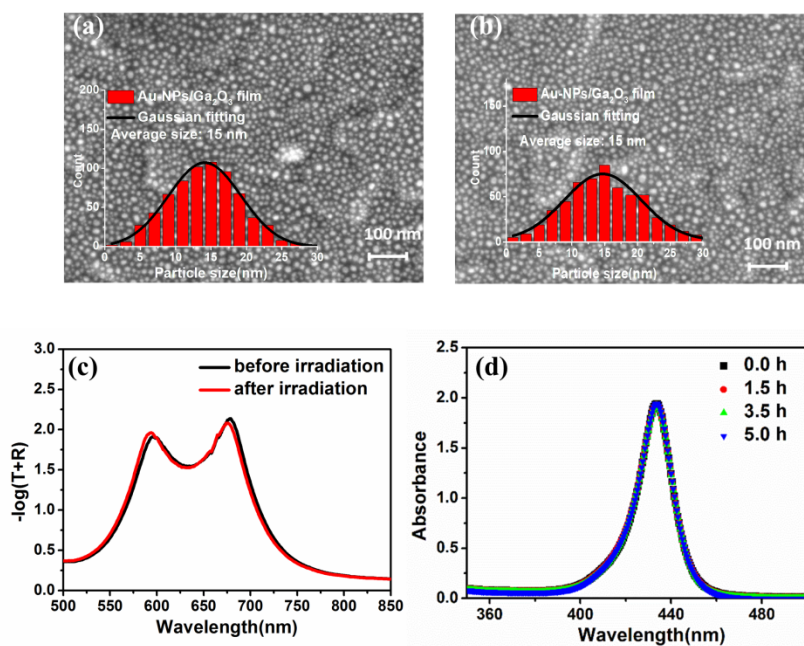 (a)
200
Au-NPs/Ga₂O₃ film
150
Gaussian fitting
Average size: 15 nm
100
Count
50
0
0 5 10 15 20 25 30
Particle size(nm)
100 nm
(b)
150
Au-NPs/Ga₂O₃ film
Gaussian fitting
100
Average size: 15 nm
Count
50
0
0 5 10 15 20 25 30
Particle size(nm)
100 nm
(c)
3.0
before irradiation
2.5
after irradiation
2.0
-log(T+R)
1.5
1.0
0.5
0.0
500 550 600 650 700 750 800 850
Wavelength(nm)
(d)
2.5
0.0 h
1.5 h
2.0
3.5 h
5.0 h
1.5
Absorbance
1.0
0.5
0.0
360 400 440 480
Wavelength(nm)